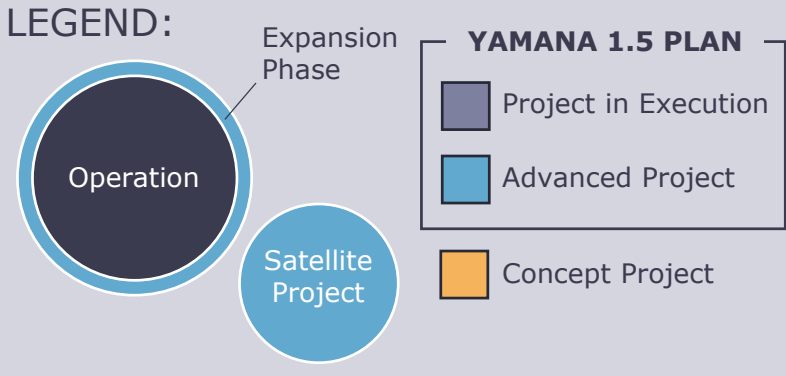 LEGEND:
Expansion
Phase
Operation
Satellite
Project
YAMANA 1.5 PLAN
Project in Execution
Advanced Project
Concept Project